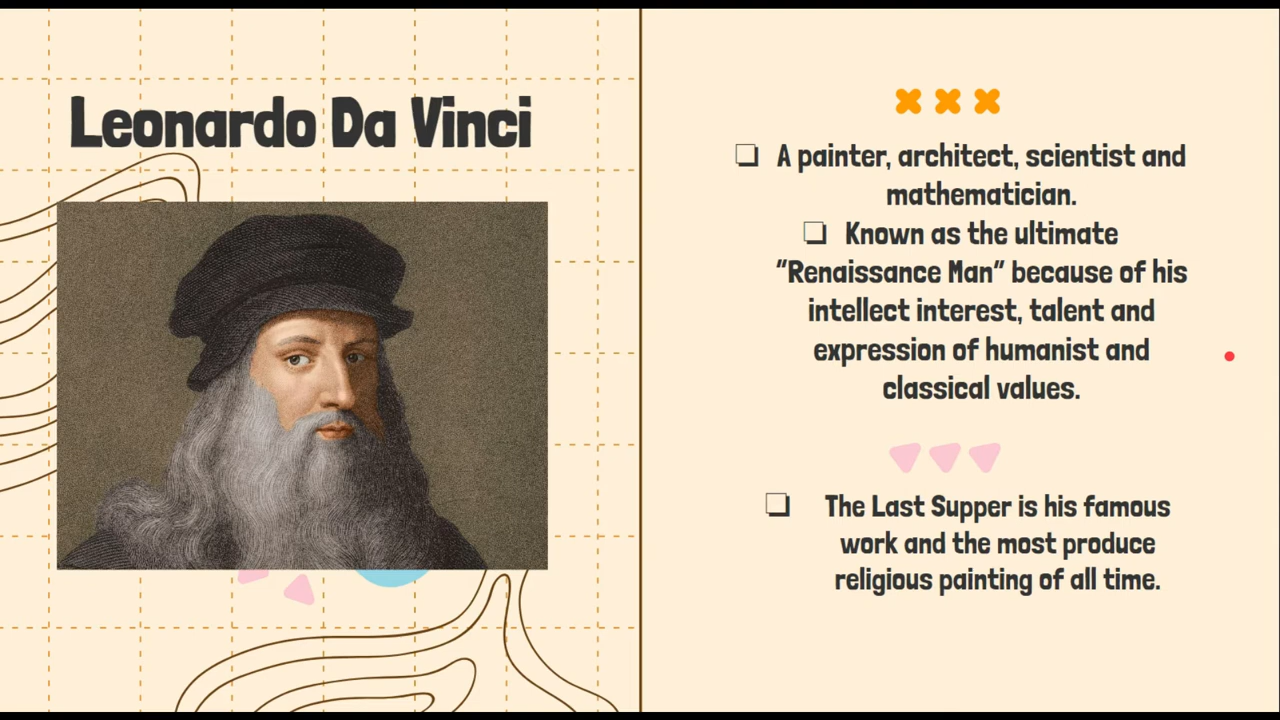 Leonardo Da Vinci
❏ A painter, architect, scientist and
mathematician.
❏ Known as the ultimate
“Renaissance Man” because of his
intellect interest, talent and
expression of humanist and
classical values.
❏ The Last Supper is his famous
work and the most produce
religious painting of all time.